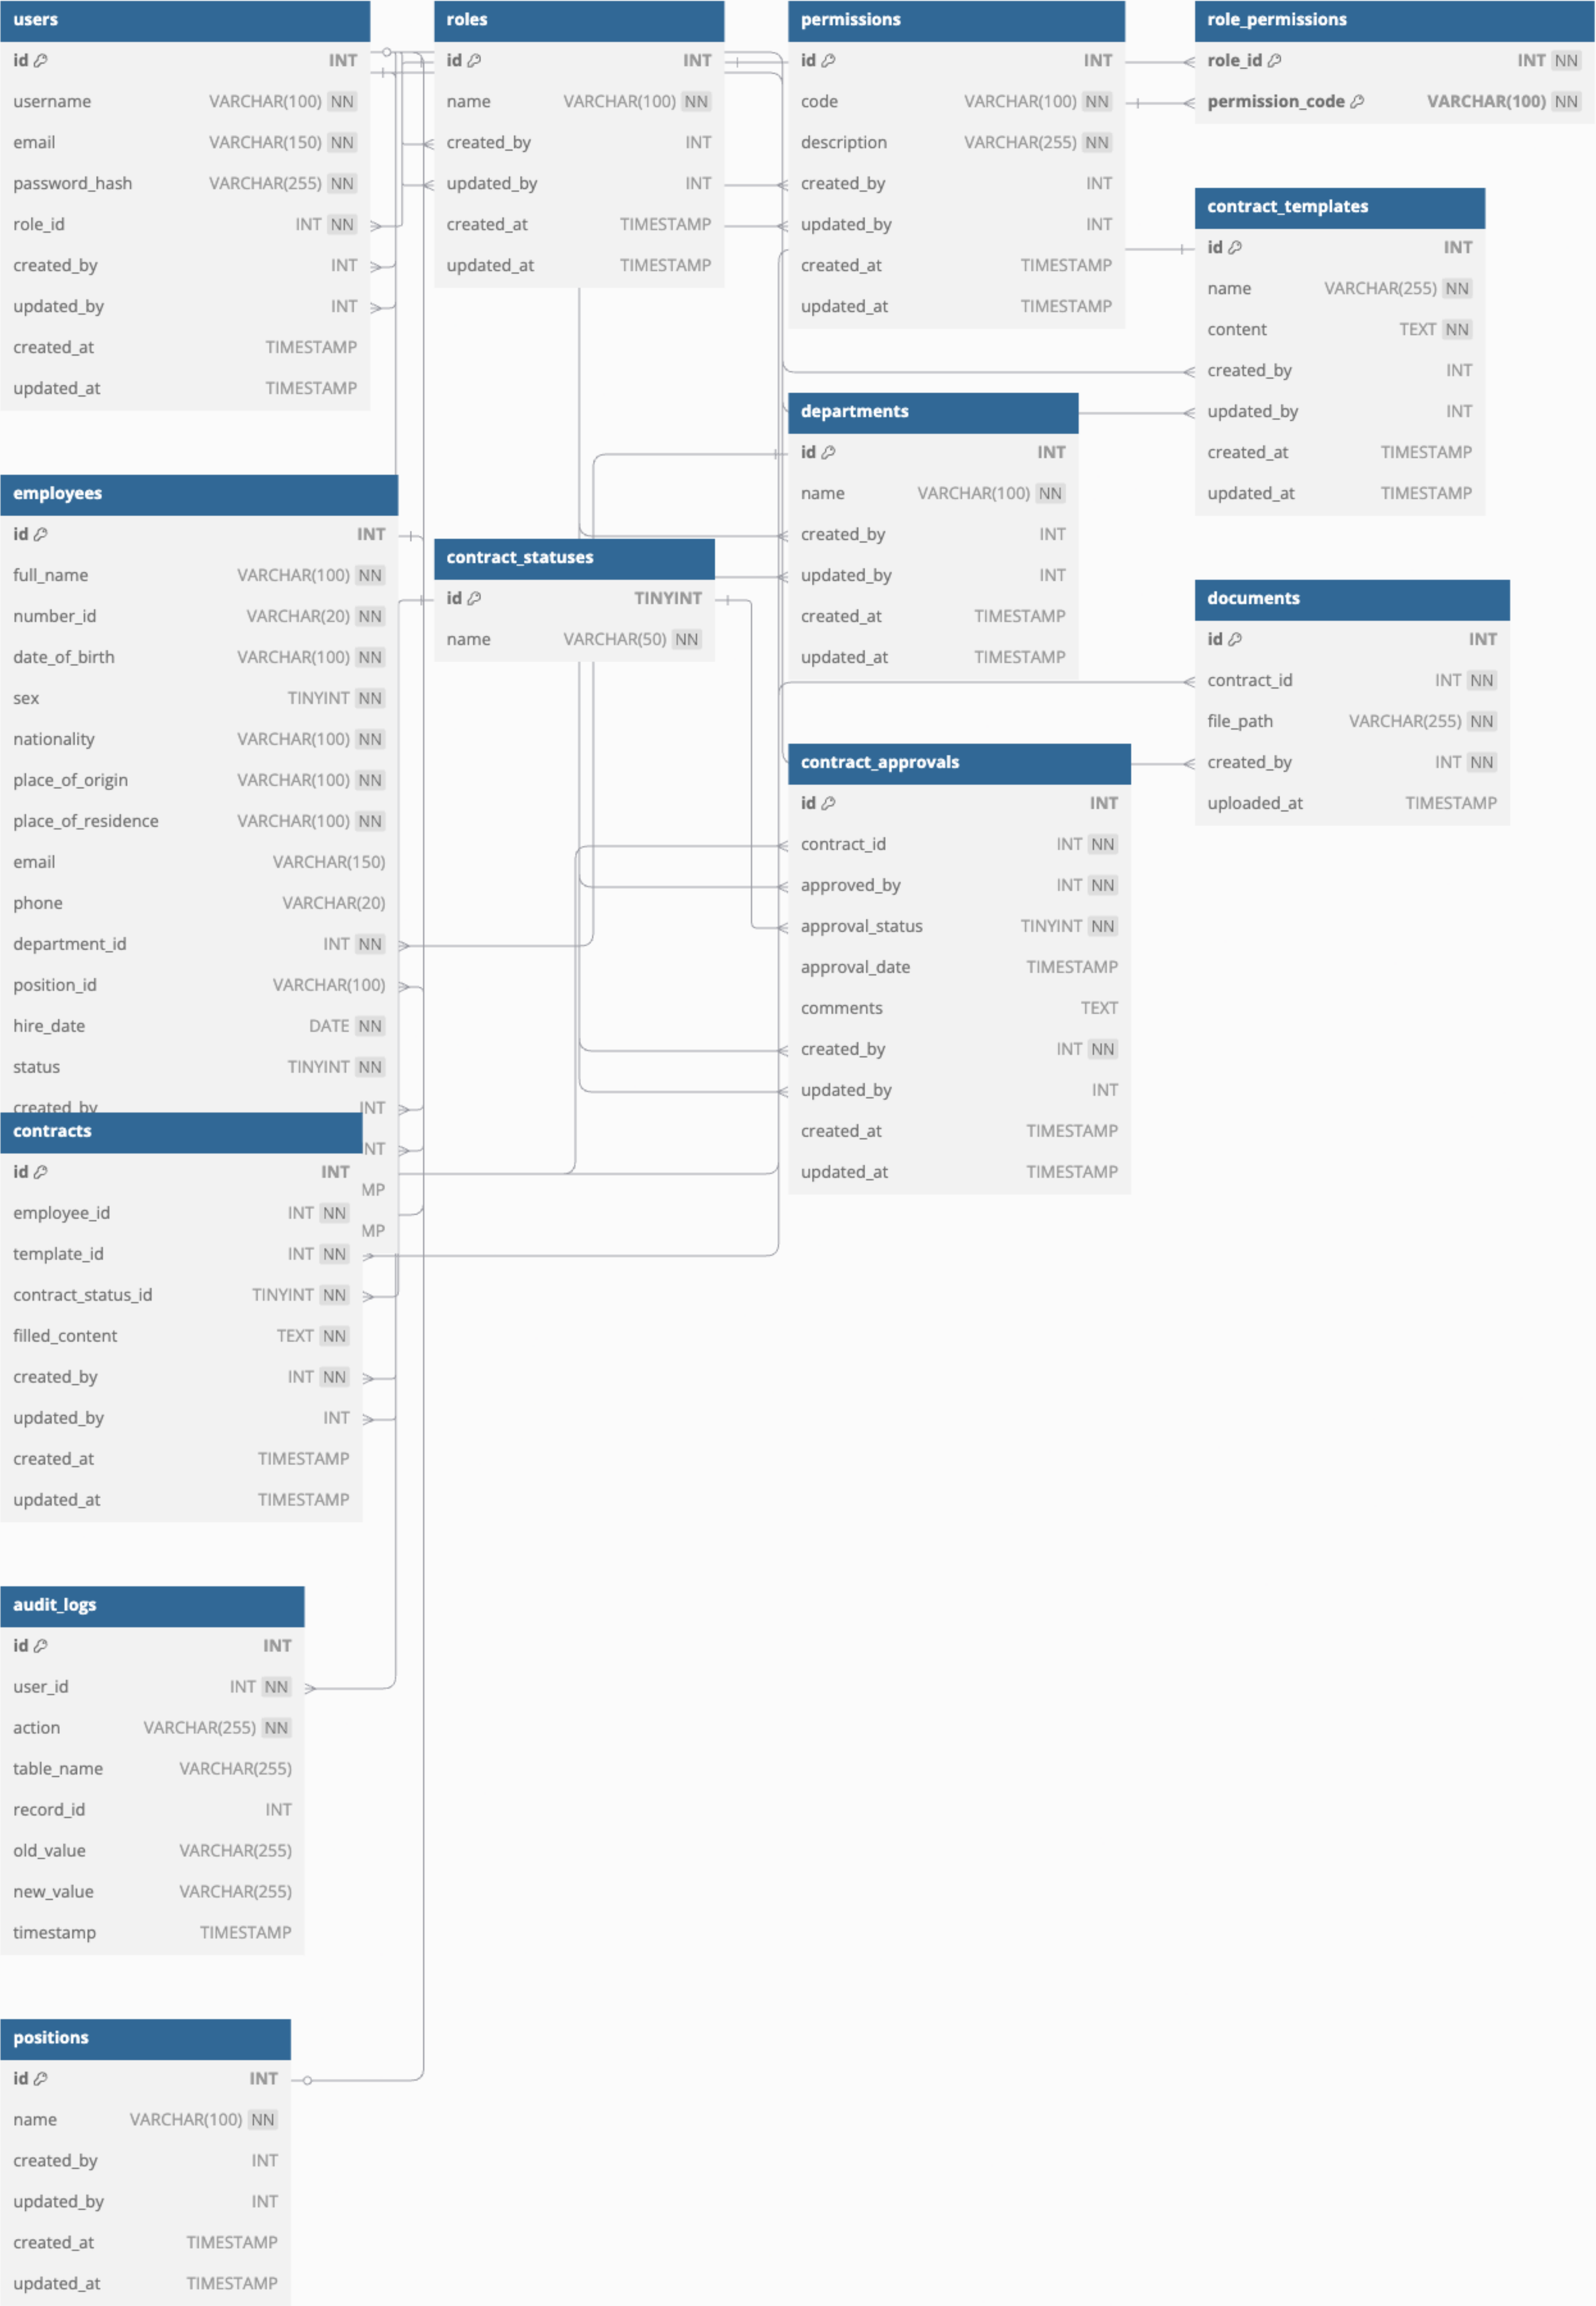 users
id INT
username VARCHAR(100) NN
email VARCHAR(150) NN
password_hash VARCHAR(255) NN
role_id INT NN
created_by INT
updated_by INT
created_at TIMESTAMP
updated_at TIMESTAMP
roles
id INT
name VARCHAR(100) NN
created_by INT
updated_by INT
created_at TIMESTAMP
updated_at TIMESTAMP
permissions
id INT
code VARCHAR(100) NN
description VARCHAR(255) NN
created_by INT
updated_by INT
created_at TIMESTAMP
updated_at TIMESTAMP
role_permissions
role_id INT NN
permission_code VARCHAR(100) NN
contract_templates
id INT
name VARCHAR(255) NN
content TEXT NN
created_by INT
updated_by INT
created_at TIMESTAMP
updated_at TIMESTAMP
departments
id INT
name VARCHAR(100) NN
created_by INT
updated_by INT
created_at TIMESTAMP
updated_at TIMESTAMP
employees
id INT
full_name VARCHAR(100) NN
number_id VARCHAR(20) NN
date_of_birth VARCHAR(100) NN
sex TINYINT NN
nationality VARCHAR(100) NN
place_of_origin VARCHAR(100) NN
place_of_residence VARCHAR(100) NN
email VARCHAR(150)
phone VARCHAR(20)
department_id INT NN
position_id VARCHAR(100)
hire_date DATE NN
status TINYINT NN
created_by INT
NT
MP
MP
contract_statuses
id TINYINT
name VARCHAR(50) NN
documents
id INT
contract_id INT NN
file_path VARCHAR(255) NN
created_by INT NN
uploaded_at TIMESTAMP
contract_approvals
id INT
contract_id INT NN
approved_by INT NN
approval_status TINYINT NN
approval_date TIMESTAMP
comments TEXT
created_by INT NN
updated_by INT
created_at TIMESTAMP
updated_at TIMESTAMP
contracts
id INT
employee_id INT NN
template_id INT NN
contract_status_id TINYINT NN
filled_content TEXT NN
created_by INT NN
updated_by INT
created_at TIMESTAMP
updated_at TIMESTAMP
audit_logs
id INT
user_id INT NN
action VARCHAR(255) NN
table_name VARCHAR(255)
record_id INT
old_value VARCHAR(255)
new_value VARCHAR(255)
timestamp TIMESTAMP
positions
id INT
name VARCHAR(100) NN
created_by INT
updated_by INT
created_at TIMESTAMP
updated_at TIMESTAMP